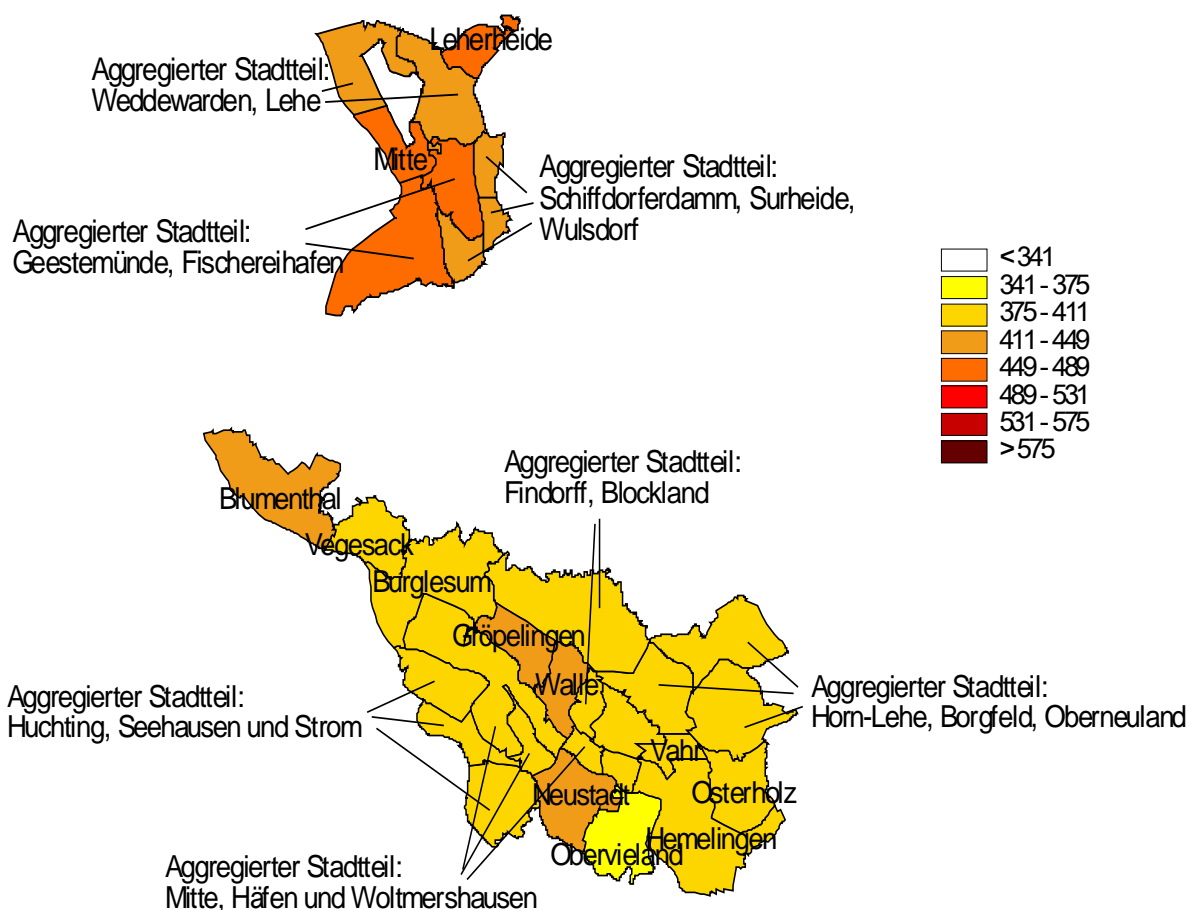 Leherheide
Aggregierter Stadtteil:
Weddewarden, Lehe
Mitte
Aggregierter Stadtteil:
Schiffdorferdamm, Surheide,
Wulsdorf
Aggregierter Stadtteil:
Geestemünde, Fischereihafen
< 341
341 - 375
375 - 411
411 - 449
449 - 489
489 - 531
531 - 575
> 575
Aggregierter Stadtteil:
Findorff, Blockland
Blumenthal
Vegesack
Burglesum
Gröpelingen
Walle
Aggregierter Stadtteil:
Huchting, Seehausen und Strom
Aggregierter Stadtteil:
Horn-Lehe, Borgfeld, Oberneuland
Vahr
Neustadt
Osterholz
Hemelingen
Obervieland
Aggregierter Stadtteil:
Mitte, Häfen und Woltmershausen